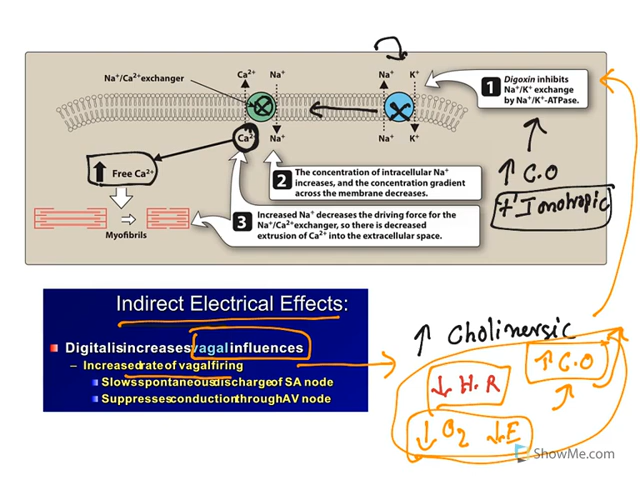 Na⁺/Ca²⁺exchanger
Ca²⁺ Na⁺ Na⁺ K⁺
1 Digoxin inhibits
Na⁺/K⁺ exchange
by Na⁺/K⁺-ATPase.
Ca²⁺ Na⁺ Na⁺ K⁺
↑ Free Ca²⁺
2 The concentration of intracellular Na⁺
increases, and the concentration gradient
across the membrane decreases.
↑ C.O
+ Ionotropic
3 Increased Na⁺ decreases the driving force for the
Na⁺/Ca²⁺exchanger, so there is decreased
extrusion of Ca²⁺ into the extracellular space.
Myofibrils
Indirect Electrical Effects:
Digitalis increases vagal influences
– Increased rate of vagal firing
Slows spontaneous discharge of SA node
Suppresses conduction through AV node
↑ Cholinersic
↑ C.O
↓ H.R
↓ O₂ ↓E
ShowMe.com